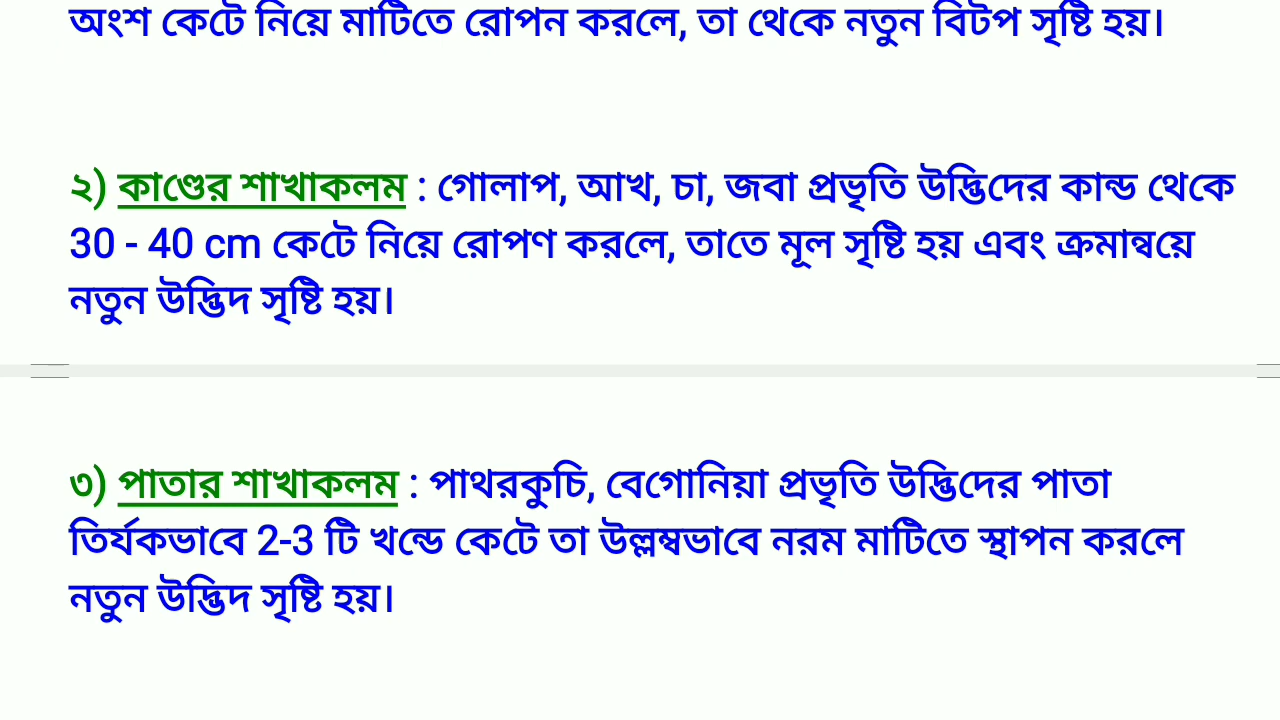 অংশ কেটে নিয়ে মাটিতে রোপন করলে, তা থেকে নতুন বিটপ সৃষ্টি হয়।
২) কাণ্ডের শাখাকলম : গোলাপ, আখ, চা, জবা প্রভৃতি উদ্ভিদের কান্ড থেকে
30 - 40 cm কেটে নিয়ে রোপণ করলে, তাতে মূল সৃষ্টি হয় এবং ক্রমান্বয়ে
নতুন উদ্ভিদ সৃষ্টি হয়।
৩) পাতার শাখাকলম : পাথরকুচি, বেগোনিয়া প্রভৃতি উদ্ভিদের পাতা
তির্যকভাবে 2-3 টি খন্ডে কেটে তা উল্লম্বভাবে নরম মাটিতে স্থাপন করলে
নতুন উদ্ভিদ সৃষ্টি হয়।